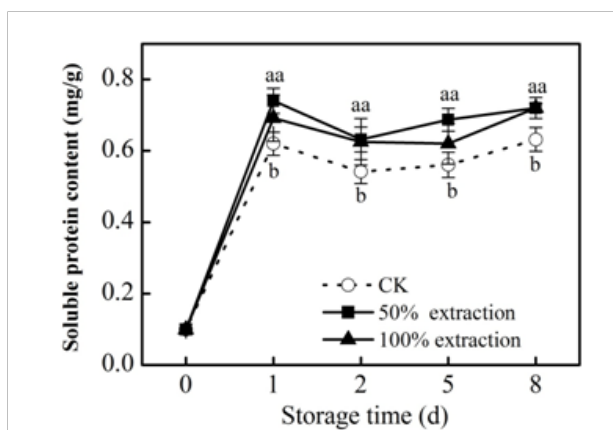 Soluble protein content (mg/g)
0.8
0.6
0.4
0.2
0.0
aa
aa
aa
aa
b
b
b
b
CK
50% extraction
100% extraction
0 1 2 5 8
Storage time (d)